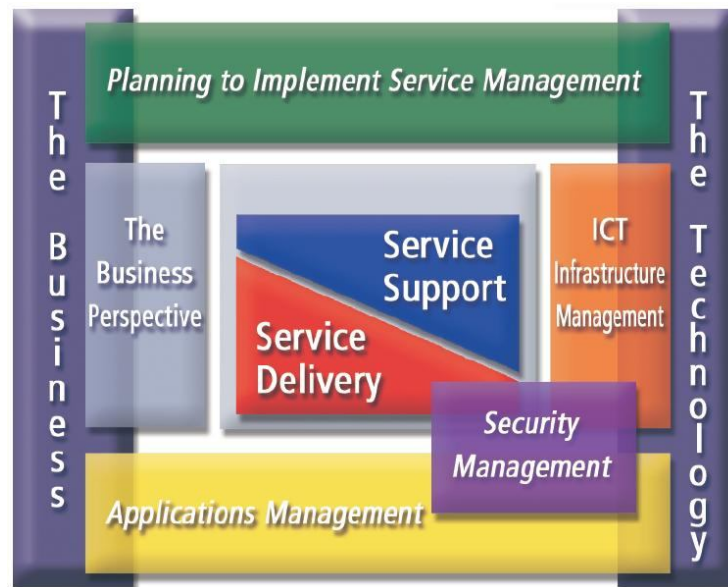 The Business
Planning to Implement Service Management
The Technology
The
Business
Perspective
Service
Support
Service
Delivery
ICT
Infrastructure
Management
Security
Management
Applications Management